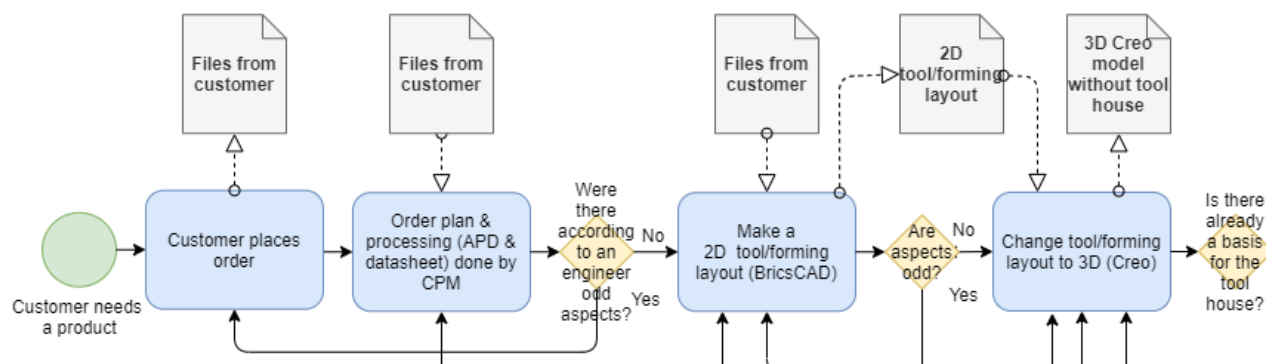 Files from
customer
Files from
customer
Files from
customer
2D
tool/forming
layout
3D Creo
model
without tool
house
Customer needs
a product
Customer places
order
Order plan &
processing (APD &
datasheet) done by
CPM
Were
there
according
to an
engineer
odd
aspects?
No
Yes
Make a
2D tool/forming
layout (BricsCAD)
Are
aspects
odd?
No
Yes
Change tool/forming
layout to 3D (Creo)
Is there
already
a basis
for the
tool
house?